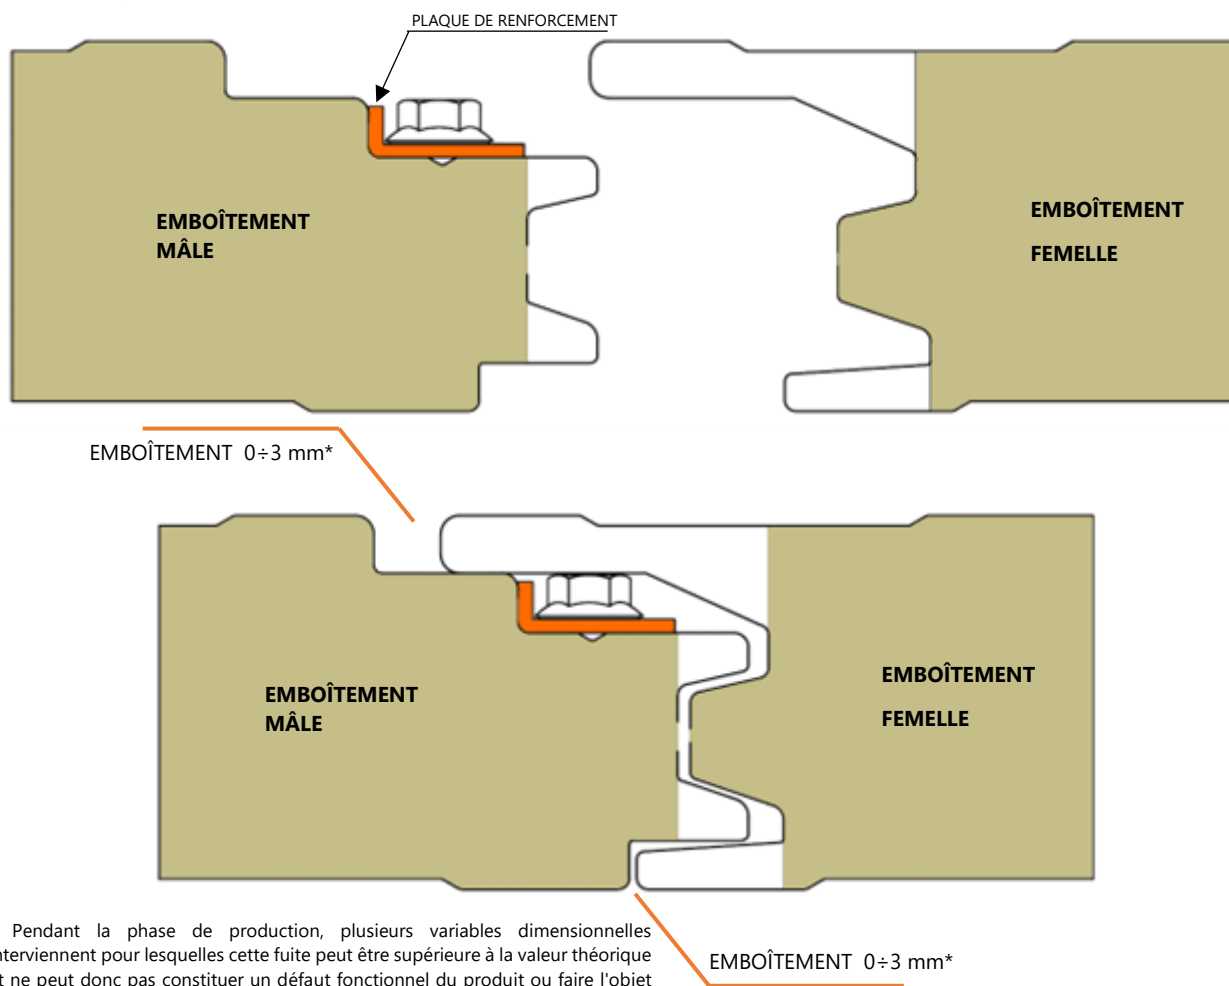 PLAQUE DE RENFORCEMENT
EMBOÎTEMENT
MÂLE
EMBOÎTEMENT
FEMELLE
EMBOÎTEMENT 0÷3 mm*
EMBOÎTEMENT
MÂLE
EMBOÎTEMENT
FEMELLE
Pendant la phase de production, plusieurs variables dimensionnelles
nterviennent pour lesquelles cette fuite peut être supérieure à la valeur théorique
t ne peut donc pas constituer un défaut fonctionnel du produit ou faire l'objet
EMBOÎTEMENT 0÷3 mm*